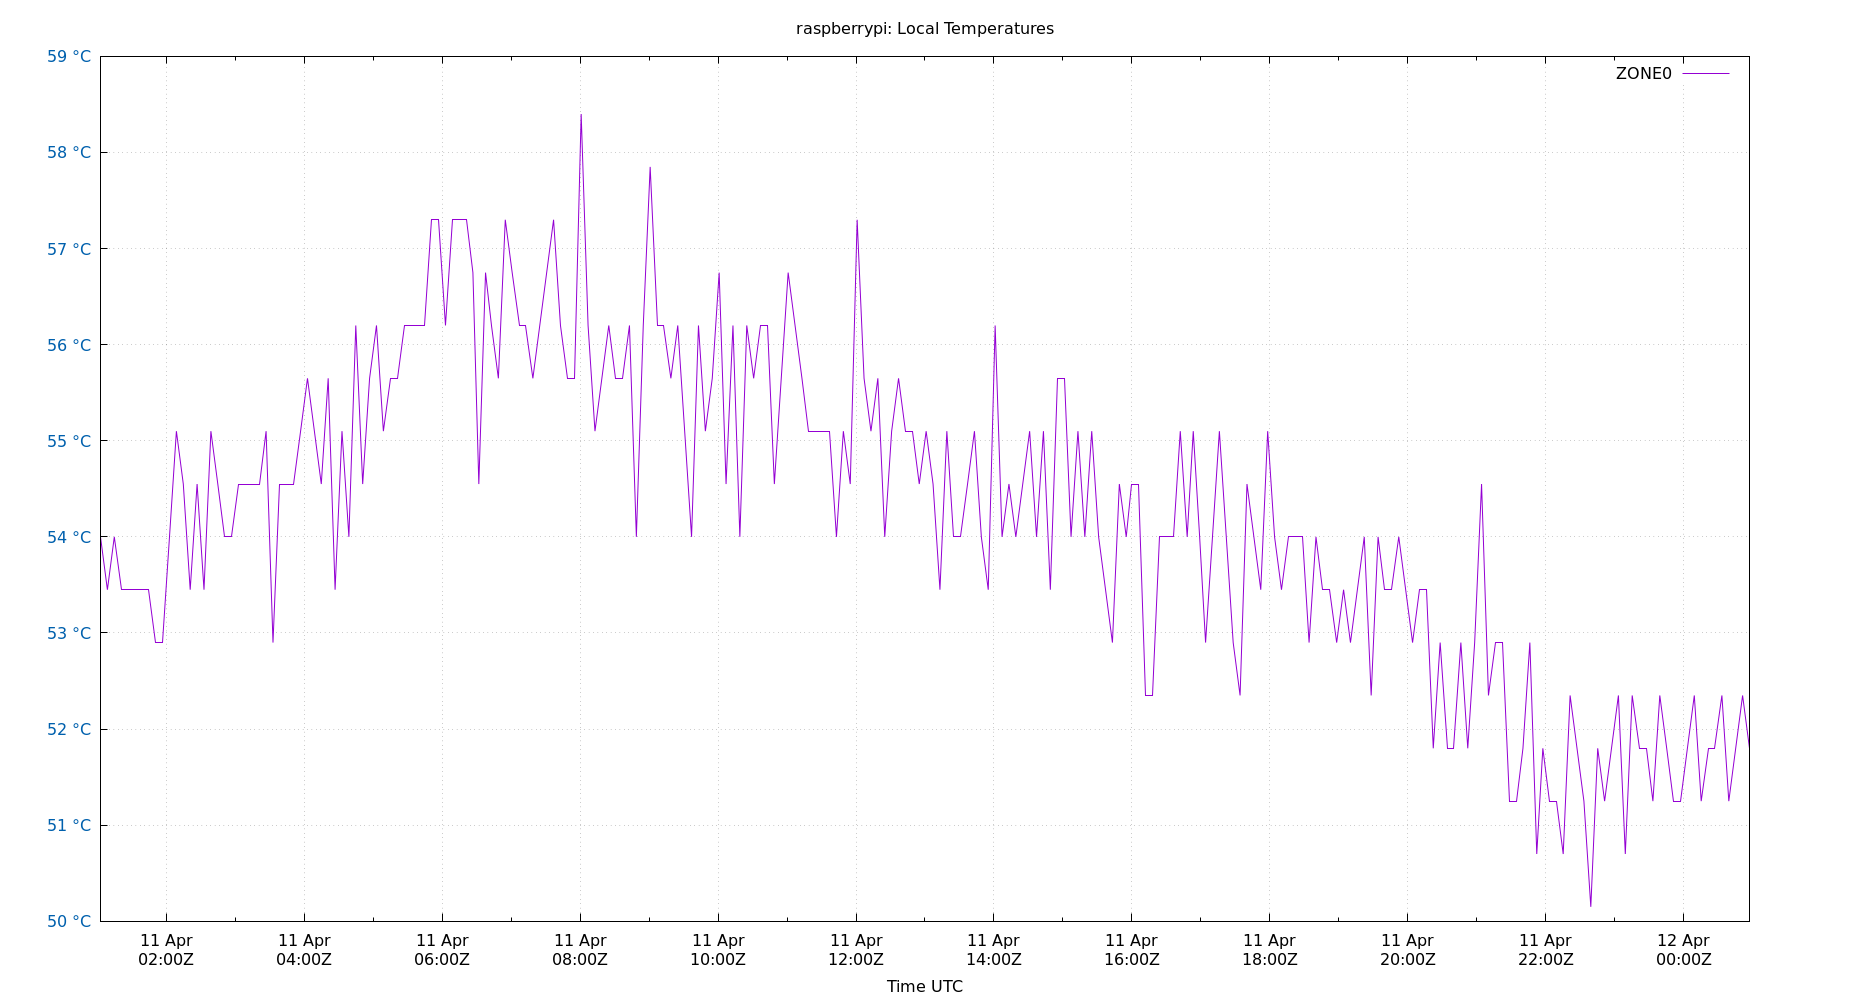 raspberrypi: Local Temperatures
59 °C
ZONE0
58 °C
57 °C
56 °C
55 °C
54 °C
53 °C
52 °C
51 °C
50 °C
11 Apr 11 Apr 11 Apr 11 Apr 11 Apr 11 Apr 11 Apr 11 Apr 11 Apr 11 Apr 11 Apr 12 Apr
02:00Z 04:00Z 06:00Z 08:00Z 10:00Z 12:00Z 14:00Z 16:00Z 18:00Z 20:00Z 22:00Z 00:00Z
Time UTC